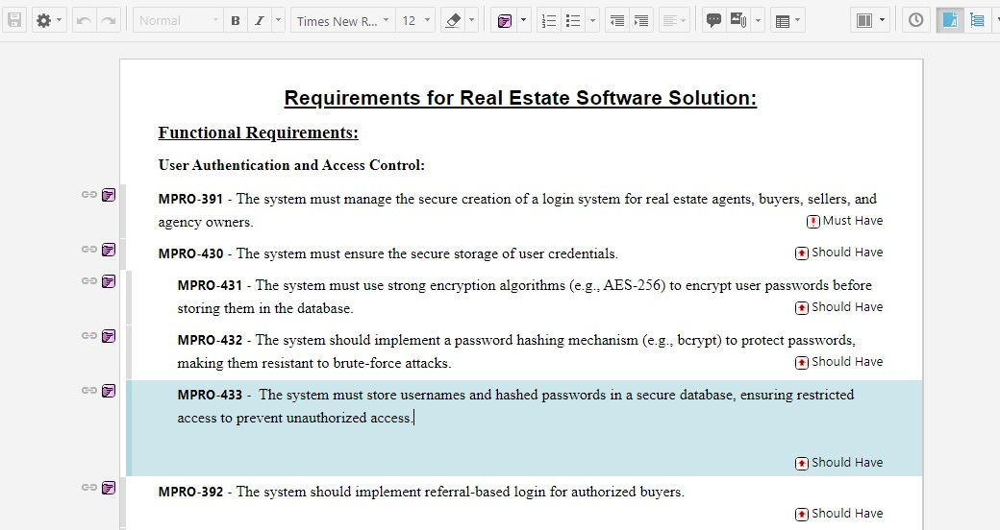 Normal B I Times New R... 12
Requirements for Real Estate Software Solution:
Functional Requirements:
User Authentication and Access Control:
MPRO-391 - The system must manage the secure creation of a login system for real estate agents, buyers, sellers, and
agency owners. Must Have
MPRO-430 - The system must ensure the secure storage of user credentials. Should Have
MPRO-431 - The system must use strong encryption algorithms (e.g., AES-256) to encrypt user passwords before
storing them in the database. Should Have
MPRO-432 - The system should implement a password hashing mechanism (e.g., bcrypt) to protect passwords,
making them resistant to brute-force attacks. Should Have
MPRO-433 - The system must store usernames and hashed passwords in a secure database, ensuring restricted
access to prevent unauthorized access.
Should Have
MPRO-392 - The system should implement referral-based login for authorized buyers.
Should Have